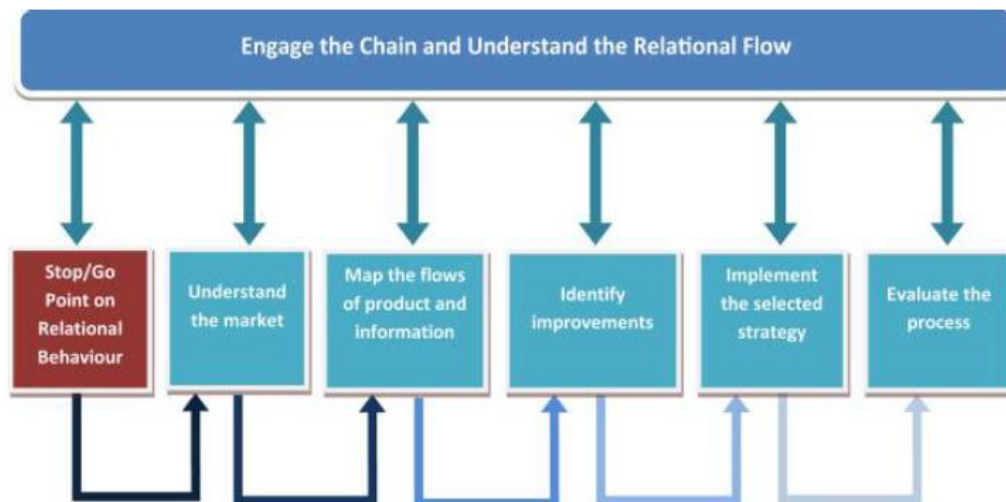 Engage the Chain and Understand the Relational Flow
Stop/Go
Point on
Relational
Behaviour
Understand
the market
Map the flows
of product and
information
Identify
improvements
Implement
the selected
strategy
Evaluate the
process